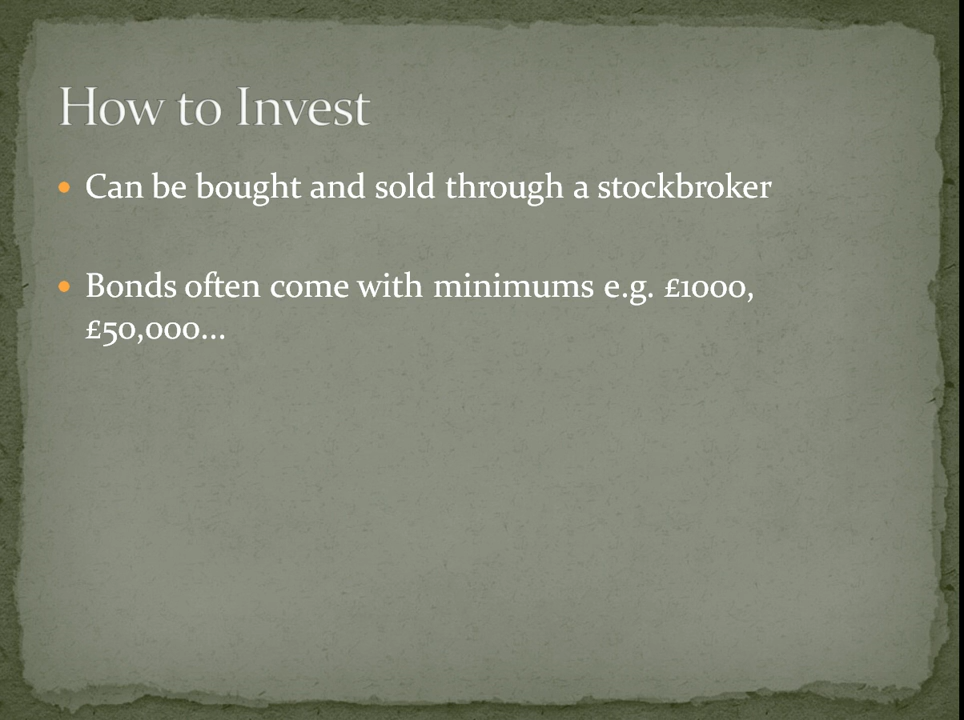 How to Invest
• Can be bought and sold through a stockbroker
• Bonds often come with minimums e.g. £1000,
£50,000...